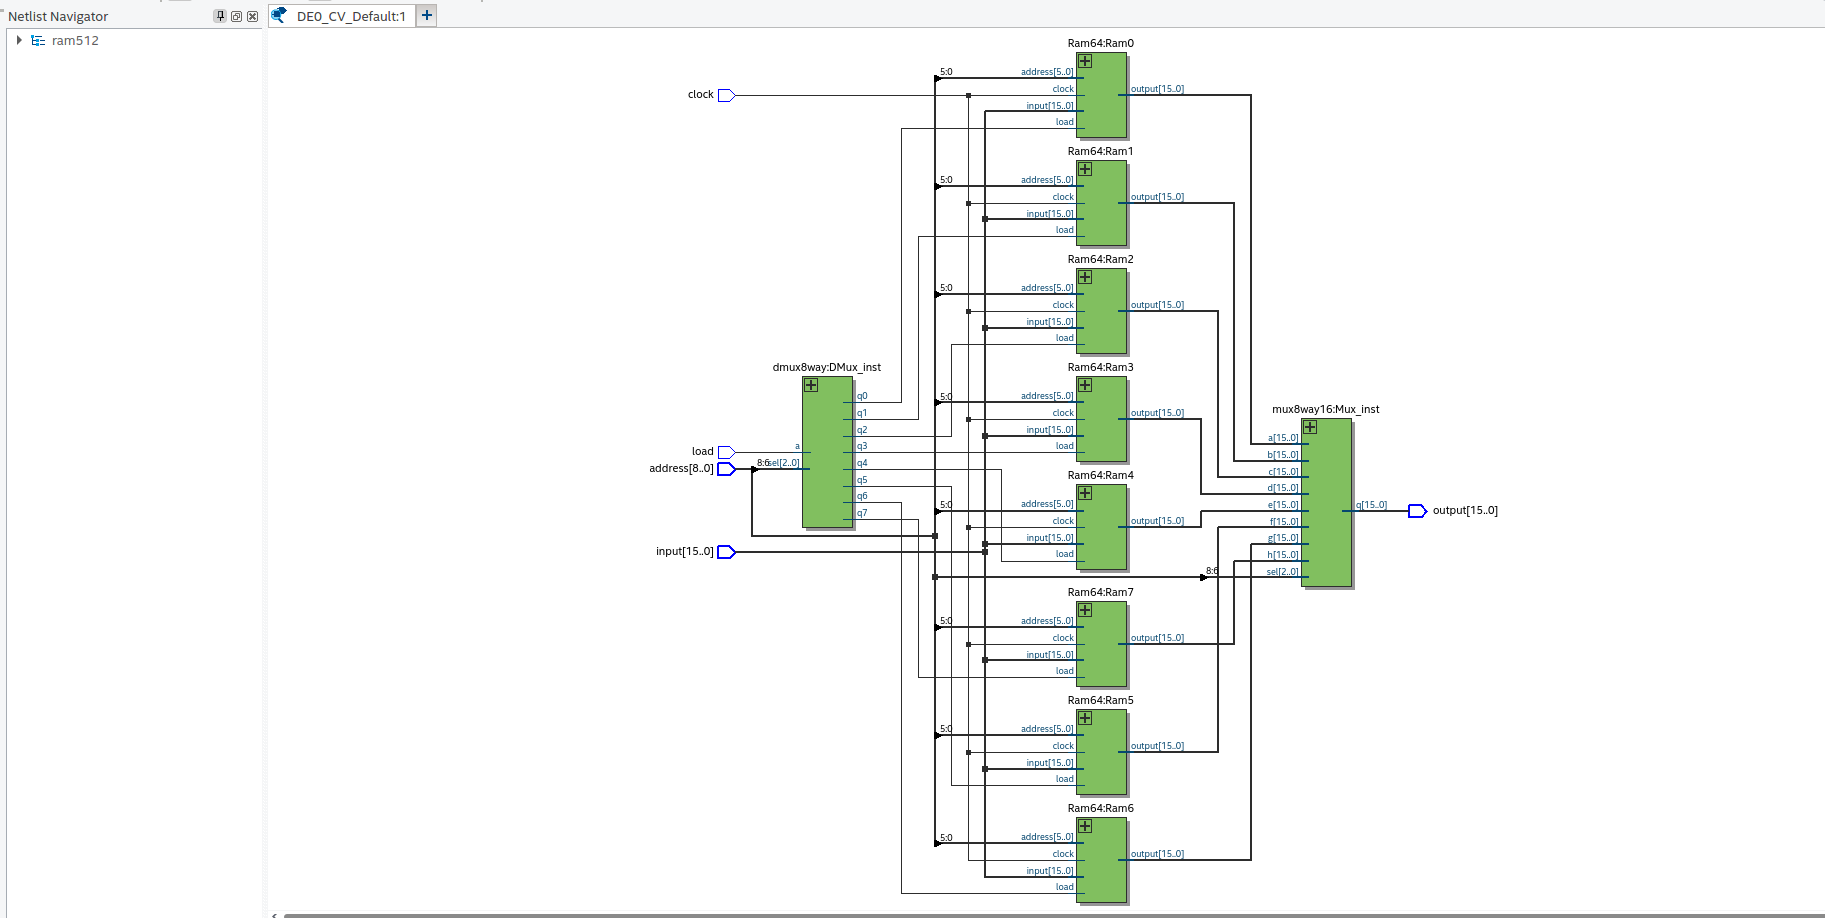 Netlist Navigator
DE0_CV_Default:1
ram512
Ram64:Ram0
5:0
address[5..0]
clock
clock
input[15..0]
load
output[15..0]
Ram64:Ram1
5:0
address[5..0]
clock
input[15..0]
load
output[15..0]
Ram64:Ram2
5:0
address[5..0]
clock
input[15..0]
load
output[15..0]
Ram64:Ram3
5:0
address[5..0]
clock
input[15..0]
load
output[15..0]
dmux8way:DMux_inst
q0
q1
q2
q3
q4
q5
q6
q7
load
a
address[8..0]
8:6
sel[2..0]
input[15..0]
Ram64:Ram4
5:0
address[5..0]
clock
input[15..0]
load
output[15..0]
mux8way16:Mux_inst
a[15..0]
b[15..0]
c[15..0]
d[15..0]
e[15..0]
f[15..0]
g[15..0]
h[15..0]
8:6
sel[2..0]
q[15..0]
output[15..0]
Ram64:Ram7
5:0
address[5..0]
clock
input[15..0]
load
output[15..0]
Ram64:Ram5
5:0
address[5..0]
clock
input[15..0]
load
output[15..0]
Ram64:Ram6
5:0
address[5..0]
clock
input[15..0]
load
output[15..0]